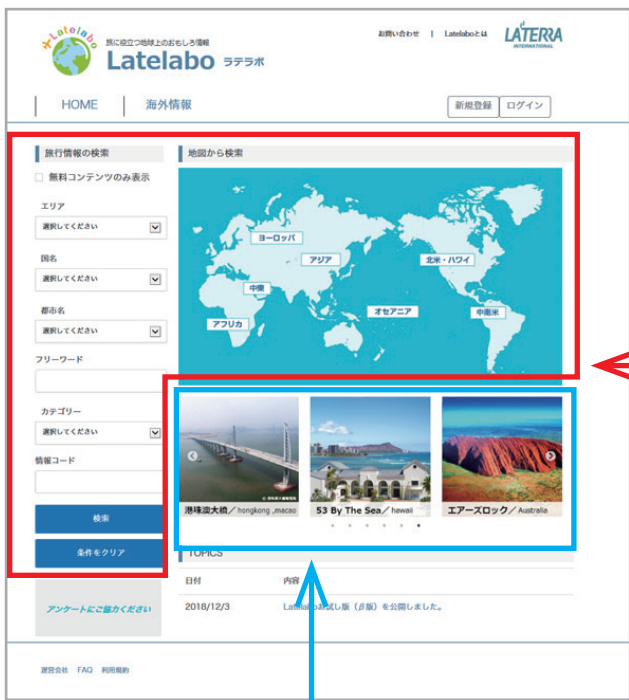 Latelabo
旅に役立つ地球上のおもしろ情報
Latelabo ラテラボ
お問い合わせ | Latelaboとは
LATERRA
INTERNATIONAL
HOME
海外情報
新規登録
ログイン
旅行情報の検索
無料コンテンツのみ表示
エリア
選択してください
国名
選択してください
都市名
選択してください
フリーワード
カテゴリー
選択してください
情報コード
検索
条件をクリア
アンケートにご協力ください
地図から検索
ヨーロッパ
アジア
北米・ハワイ
中東
オセアニア
中南米
アフリカ
港珠澳大橋／hongkong ,macao
53 By The Sea／hawaii
エアーズロック／Australia
TOPICS
日付
内容
2018/12/3
Latelaboお試し版（β版）を公開しました。
運営会社 FAQ 利用規約